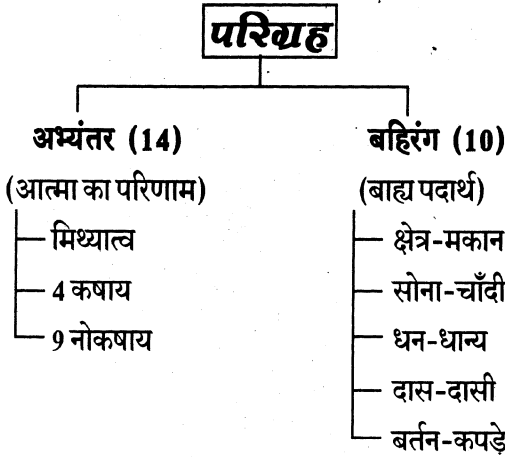 परिग्रह
अभ्यंतर (14)
(आत्मा का परिणाम)
मिथ्यात्व
4 कषाय
9 नोकषाय
बहिरंग (10)
(बाह्य पदार्थ)
क्षेत्र-मकान
सोना-चाँदी
धन-धान्य
दास-दासी
बर्तन-कपड़े